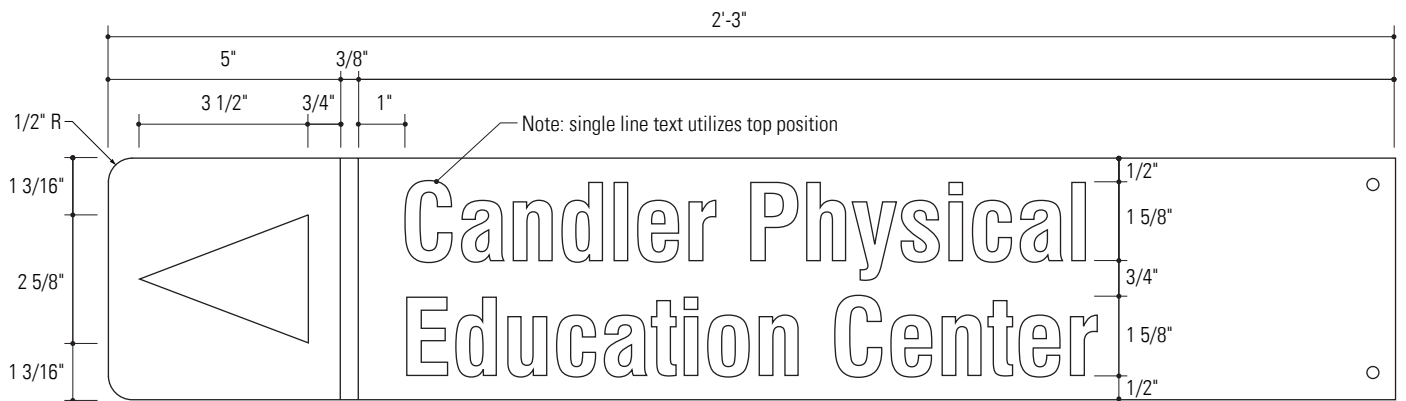 2'-3"
5" 3/8"
3 1/2" 3/4" 1"
1/2" R
Note: single line text utilizes top position
1 3/16"
2 5/8"
1 3/16"
Candler Physical
Education Center
1/2"
1 5/8"
3/4"
1 5/8"
1/2"